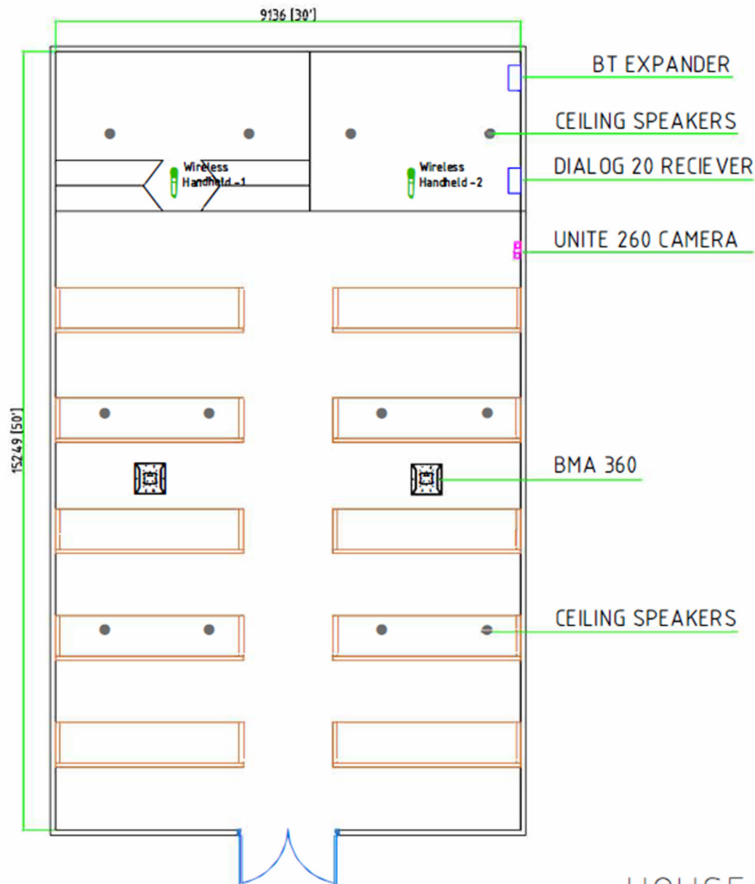 9136 [30']
BT EXPANDER
CEILING SPEAKERS
Wireless
Handheld -1
Wireless
Handheld -2
DIALOG 20 RECIEVER
UNITE 260 CAMERA
15249 [50']
BMA 360
CEILING SPEAKERS